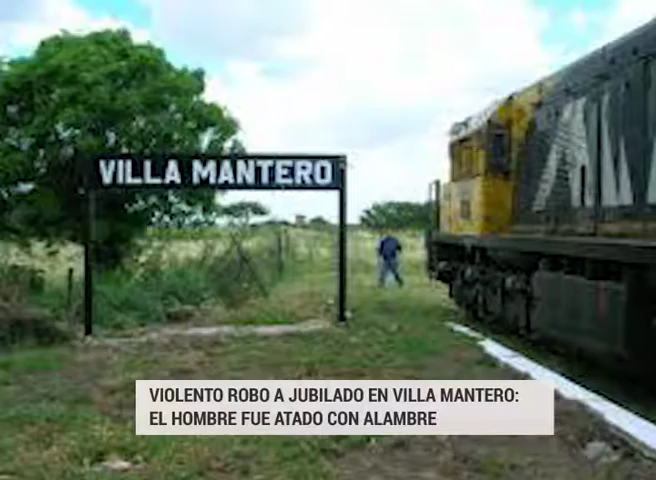 VILLA MANTERO
VIOLENTO ROBO A JUBILADO EN VILLA MANTERO:
EL HOMBRE FUE ATADO CON ALAMBRE